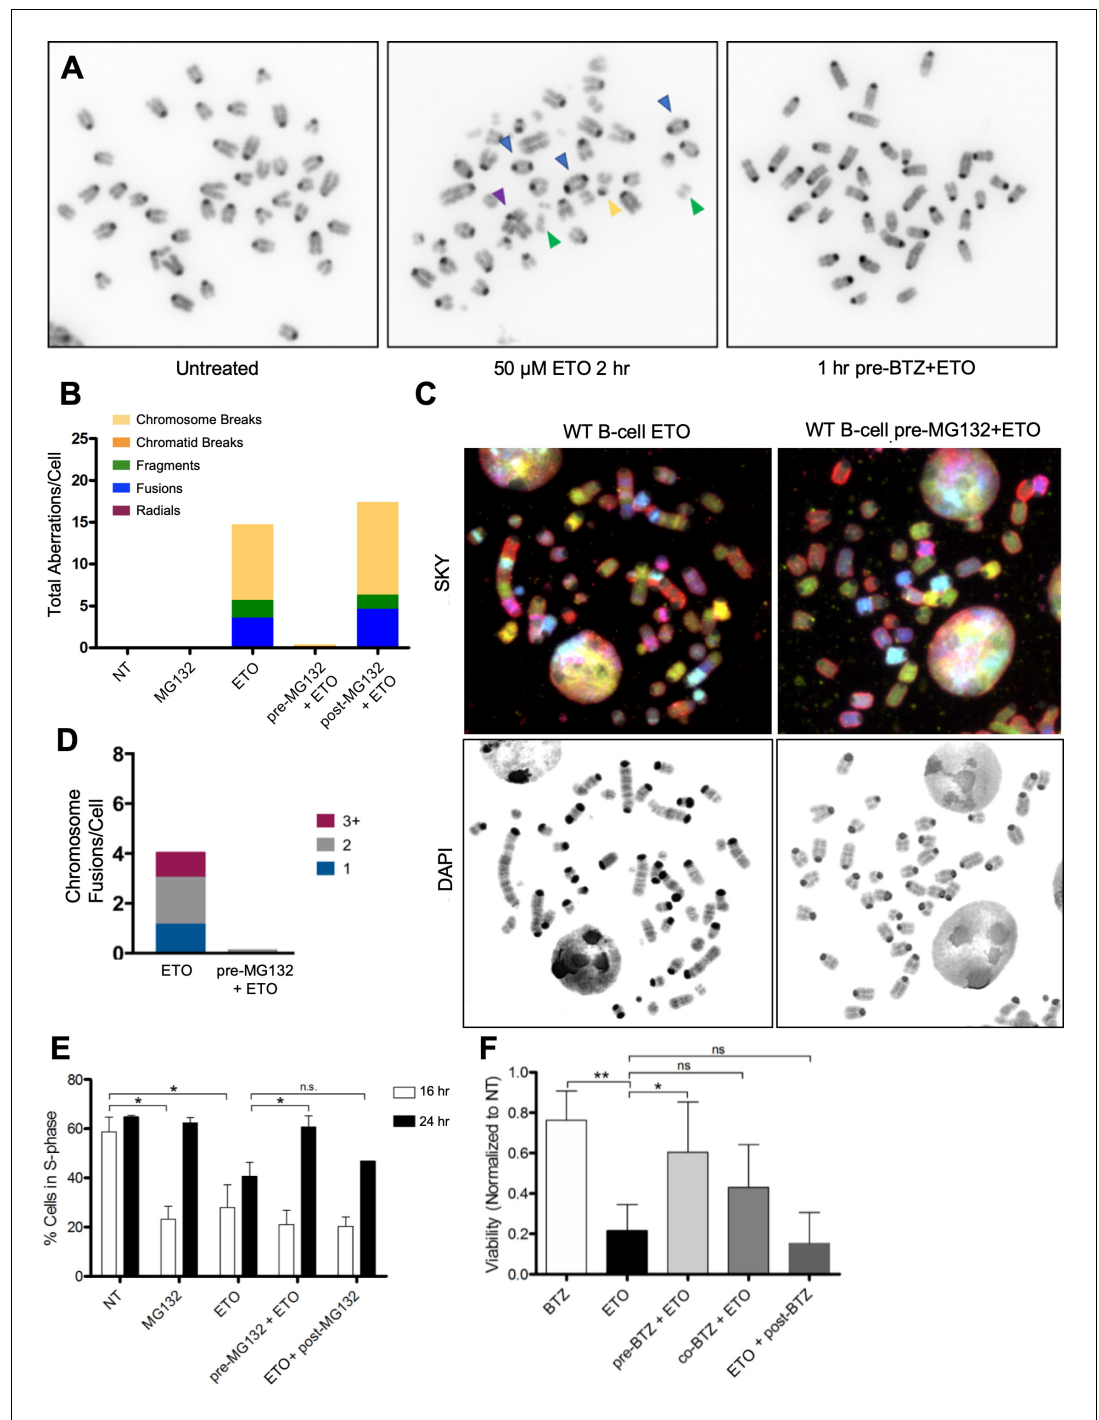 A
Untreated
50 µM ETO 2 hr
1 hr pre-BTZ+ETO
B
Chromosome Breaks
Chromatid Breaks
Fragments
Fusions
Radials
Total Aberrations/Cell
25
20
15
10
5
0
NT
MG132
ETO
pre-MG132
+ ETO
post-MG132
+ ETO
C
WT B-cell ETO
WT B-cell pre-MG132+ETO
SKY
DAPI
D
Chromosome
Fusions/Cell
8
6
4
2
0
3+
2
1
ETO
pre-MG132
+ ETO
E
% Cells in S-phase
80
60
40
20
0
*
*
*
n.s.
16 hr
24 hr
NT
MG132
ETO
pre-MG132 + ETO
ETO+ post-MG132
F
Viability (Normalized to NT)
1.0
0.8
0.6
0.4
0.2
0.0
ns
ns
**
*
BTZ
ETO
pre-BTZ + ETO
co-BTZ + ETO
ETO + post-BTZ